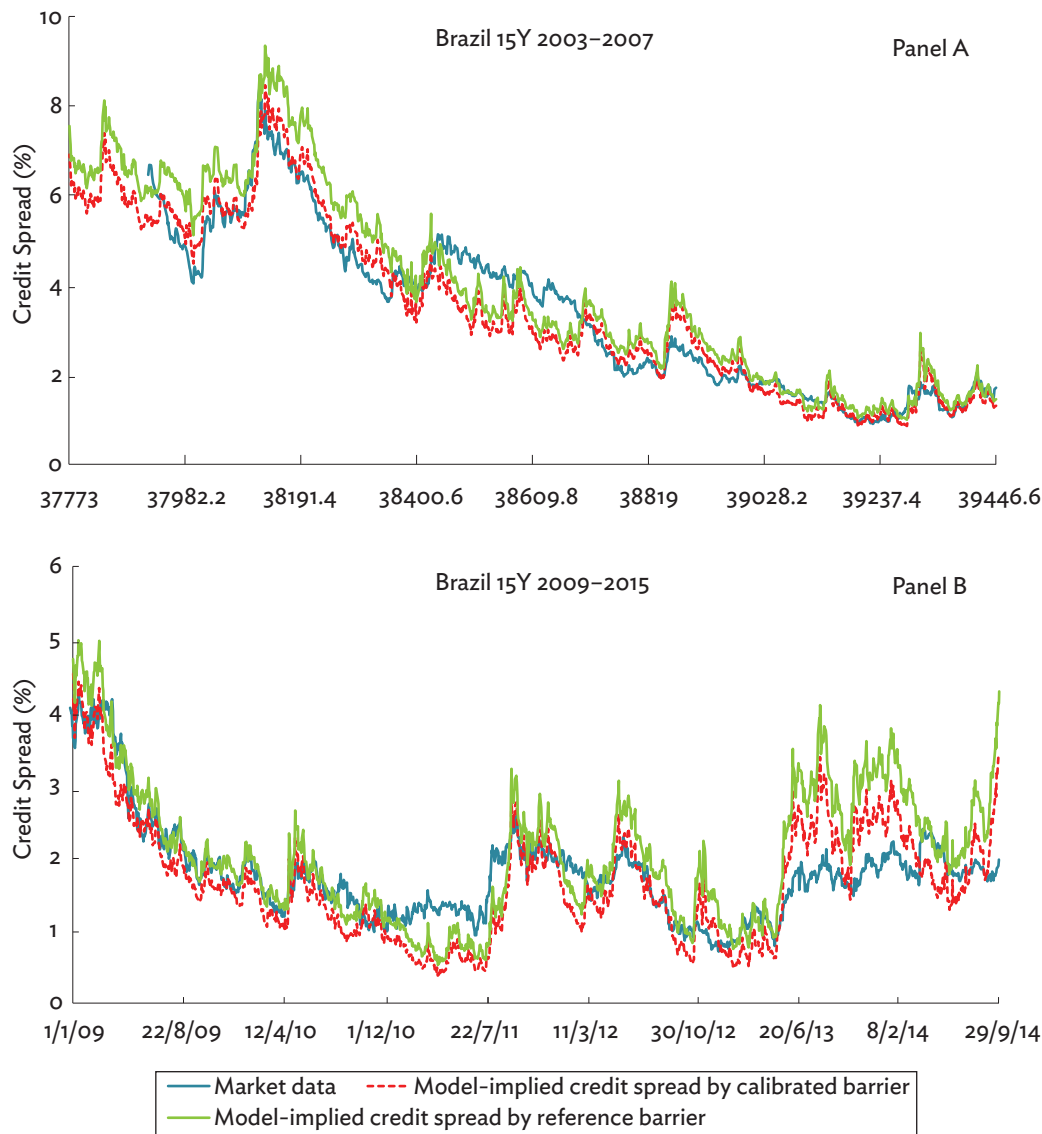 10
Brazil 15Y 2003–2007
Panel A
8
6
4
2
0
Credit Spread (%)
37773 37982.2 38191.4 38400.6 38609.8 38819 39028.2 39237.4 39446.6
6
Brazil 15Y 2009–2015
Panel B
5
4
3
2
1
0
Credit Spread (%)
1/1/09 22/8/09 12/4/10 1/12/10 22/7/11 11/3/12 30/10/12 20/6/13 8/2/14 29/9/14
Market data Model-implied credit spread by calibrated barrier
Model-implied credit spread by reference barrier